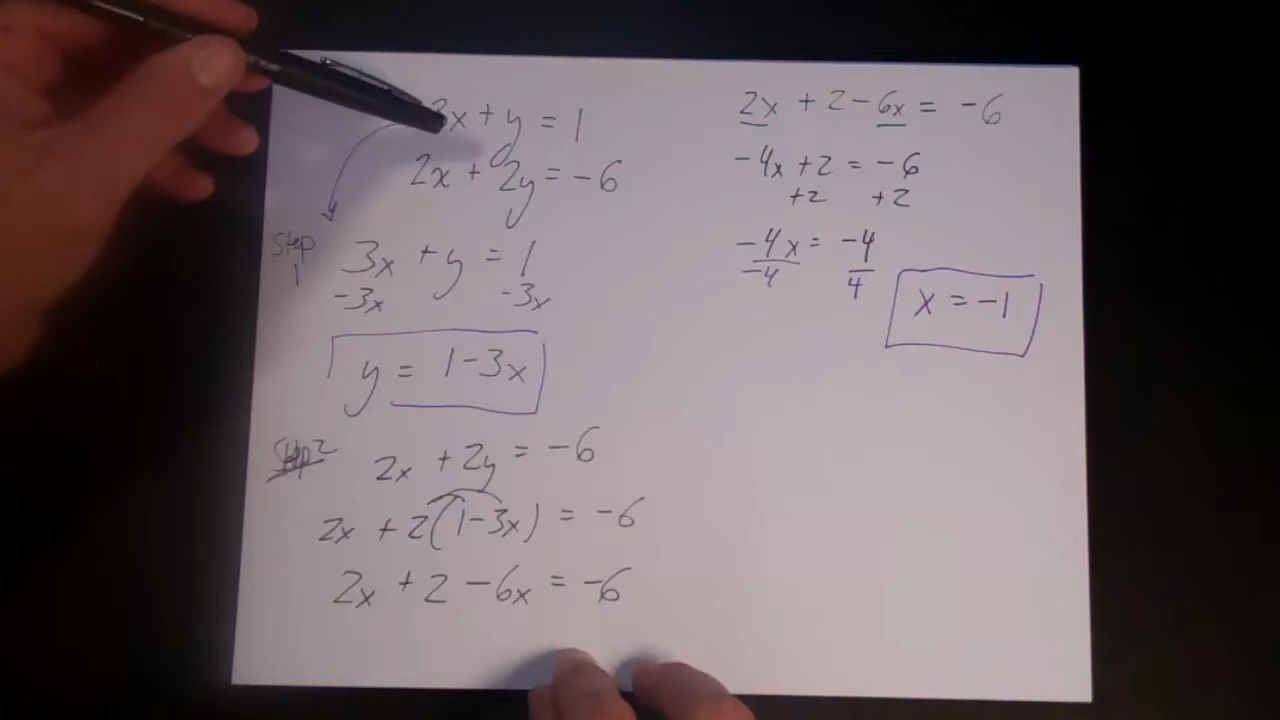 3x + y = 1
2x + 2y = -6
Step 1
3x + y = 1
-3x -3x
y = 1-3x
Step 2
2x + 2y = -6
2x + 2(1-3x) = -6
2x + 2 - 6x = -6
2x + 2 - 6x = -6
-4x + 2 = -6
+2 +2
-4x = -4
-4 4
x = -1